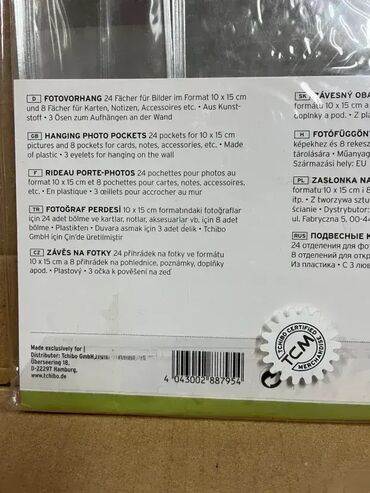 D FOTOVORHANG 24 Fächer für Bilder im Format 10 x 15 cm
und 8 Fächer für Karten, Notizen, Accessoires etc. • Aus Kunst-
stoff • 3 Ösen zum Aufhängen an der Wand
GB HANGING PHOTO POCKETS 24 pockets for 10 x 15 cm
pictures and 8 pockets for cards, notes, accessories, etc. • Made
of plastic • 3 eyelets for hanging on the wall
F RIDEAU PORTE-PHOTOS 24 pochettes pour photos au
format 10 x 15 cm et 8 pochettes pour cartes, notes, accessoires,
etc. • En plastique • 3 œillets pour accrocher au mur
TR FOTOĞRAF PERDESİ 10 x 15 cm formatındaki fotoğraflar
için 24 adet bölme ve kartlar, notlar, aksesuarlar vb. için 8 adet
bölme • Plastikten • Duvara asmak için 3 adet delik • Tchibo
GmbH için Çin'de üretilmiştir
CZ ZÁVĚS NA FOTKY 24 přihrádek na fotky ve formátu
10 x 15 cm a 8 přihrádek na pohlednice, poznámky, doplňky
apod. • Plastový • 3 očka k pověšení na zeď
SK ZÁVESNÝ OBA
formátu 10 x 15 cm a
doplnky a pod. • Z
H FOTÓFÜGGÖNY
képekhez és 8 rekesz
tárolására • Műanyag
Származási hely: EU
PL ZASŁONKA NA
formatu 10 x 15 cm i 8
itp. • Z tworzywa sztu
ścianie • Dystrybutor:
ul. Fabryczna 5, 00-4
RUS ПОДВЕСНЫЕ К
24 отделения для фо
8 отделений для откр
Из пластика • С 3 лю
Made exclusively for |
Distributor: Tchibo GmbH,
Überseering 18,
D-22297 Hamburg,
www.tchibo.de
4 043002 887954
TCHIBO CERTIFIED
TCM
MERCHANDISE